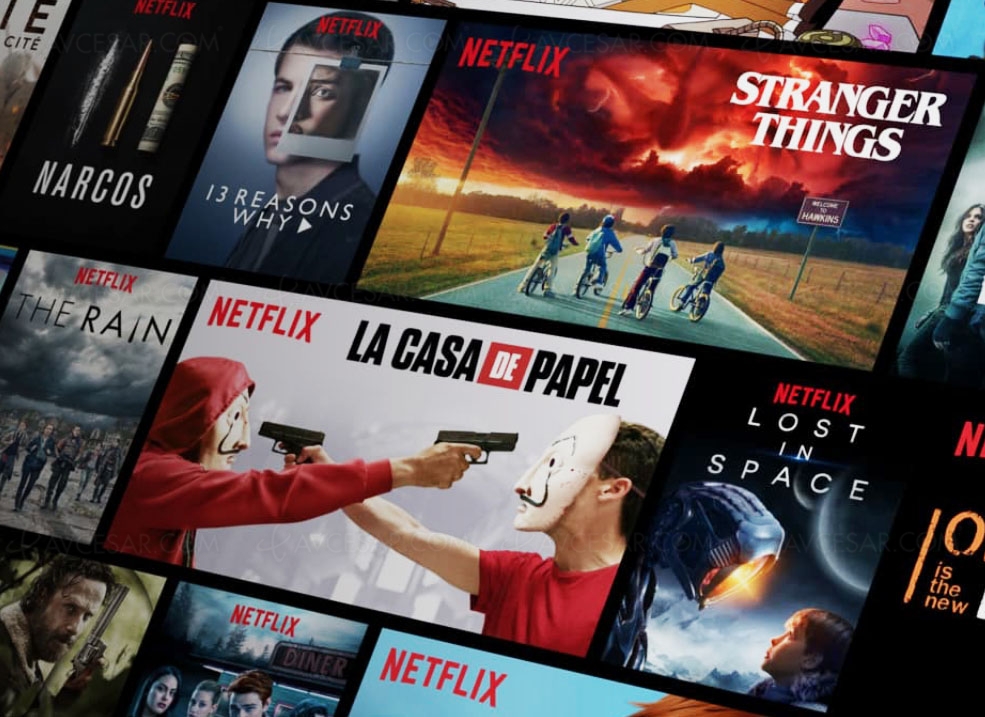 IE
CITÉ
NETFLIX
NARCOS
NETFLIX
13 REASONS
WHY
NETFLIX
STRANGER
THINGS
WELCOME
TO
HAWKINS
NETFLIX
THE RAIN
NETFLIX
LA CASA DE PAPEL
NETFLIX
LOST
IN
SPACE
is
the
new
NETFLIX
DINER
NETFLIX
AVCESAR.COM